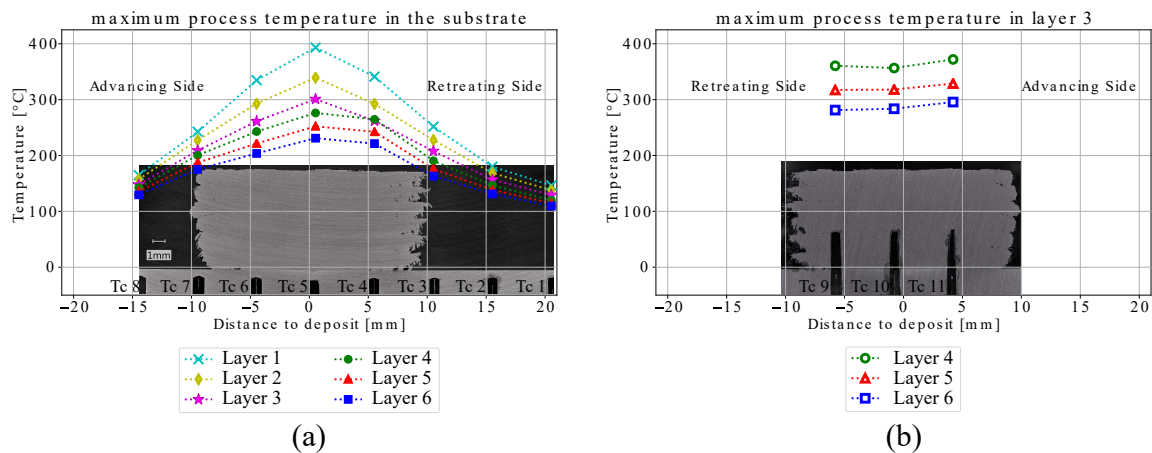 maximum process temperature in the substrate
400
300
200
100
0
Temperature [°C]
Advancing Side
Retreating Side
1mm
Tc 8 Tc 7 Tc 6 Tc 5 Tc 4 Tc 3 Tc 2 Tc 1
−20 −15 −10 −5 0 5 10 15 20
Distance to deposit [mm]
Layer 1 Layer 4
Layer 2 Layer 5
Layer 3 Layer 6
(a)
maximum process temperature in layer 3
400
300
200
100
0
Temperature [°C]
Retreating Side
Advancing Side
Tc 9 Tc 10 Tc 11
−20 −15 −10 −5 0 5 10 15 20
Distance to deposit [mm]
Layer 4
Layer 5
Layer 6
(b)